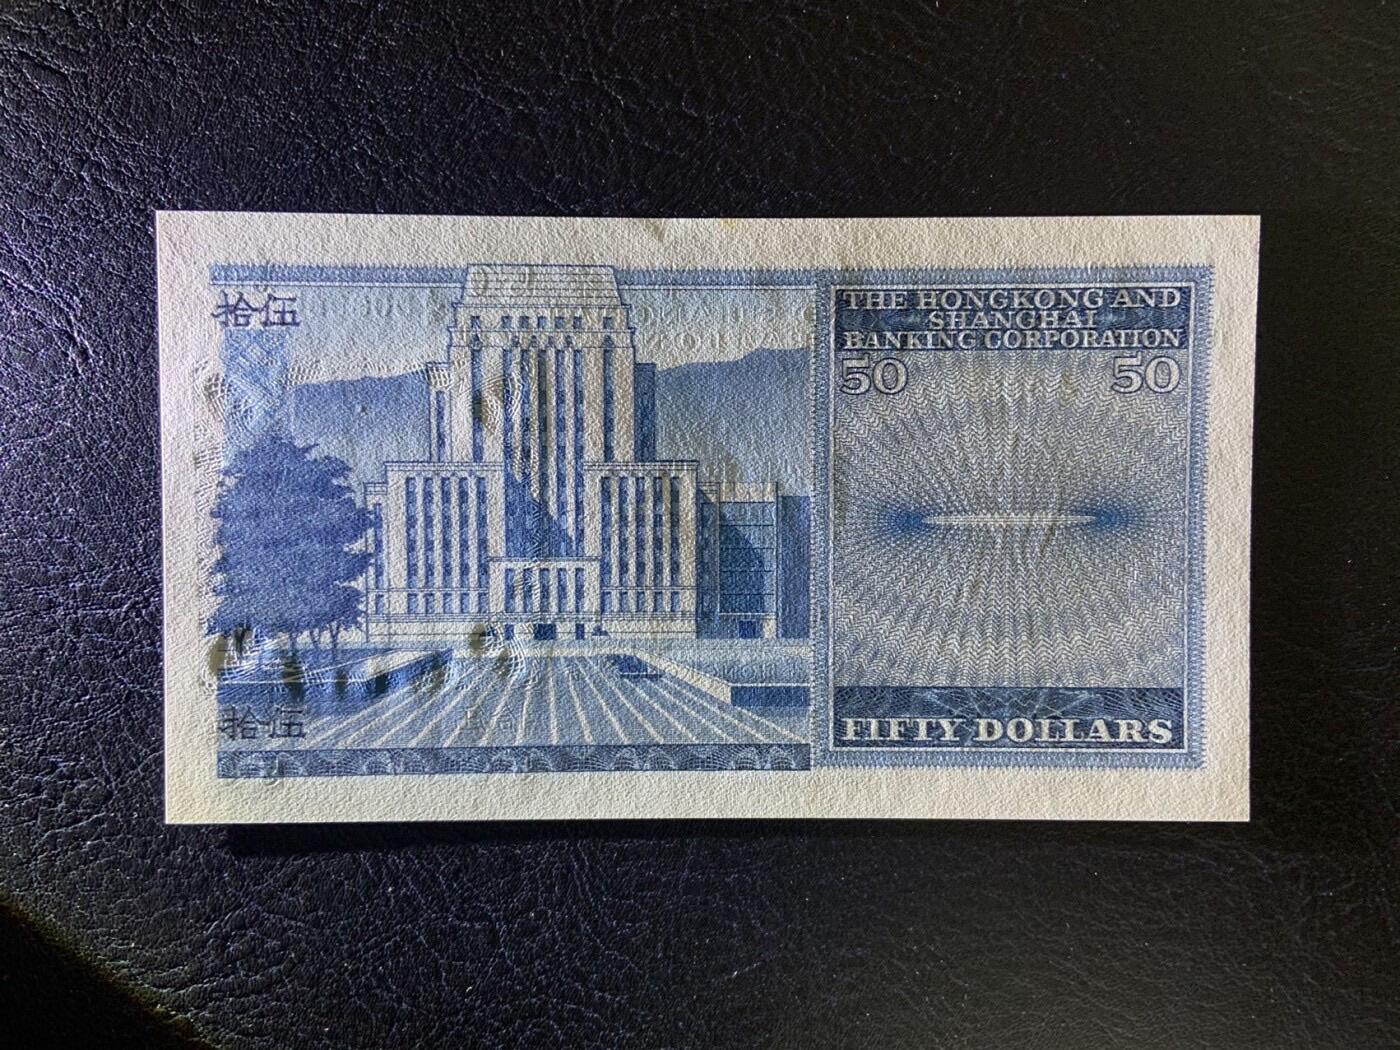 拾伍
THE HONGKONG AND
SHANGHAI
BANKING CORPORATION
50 50
拾伍
FIFTY DOLLARS